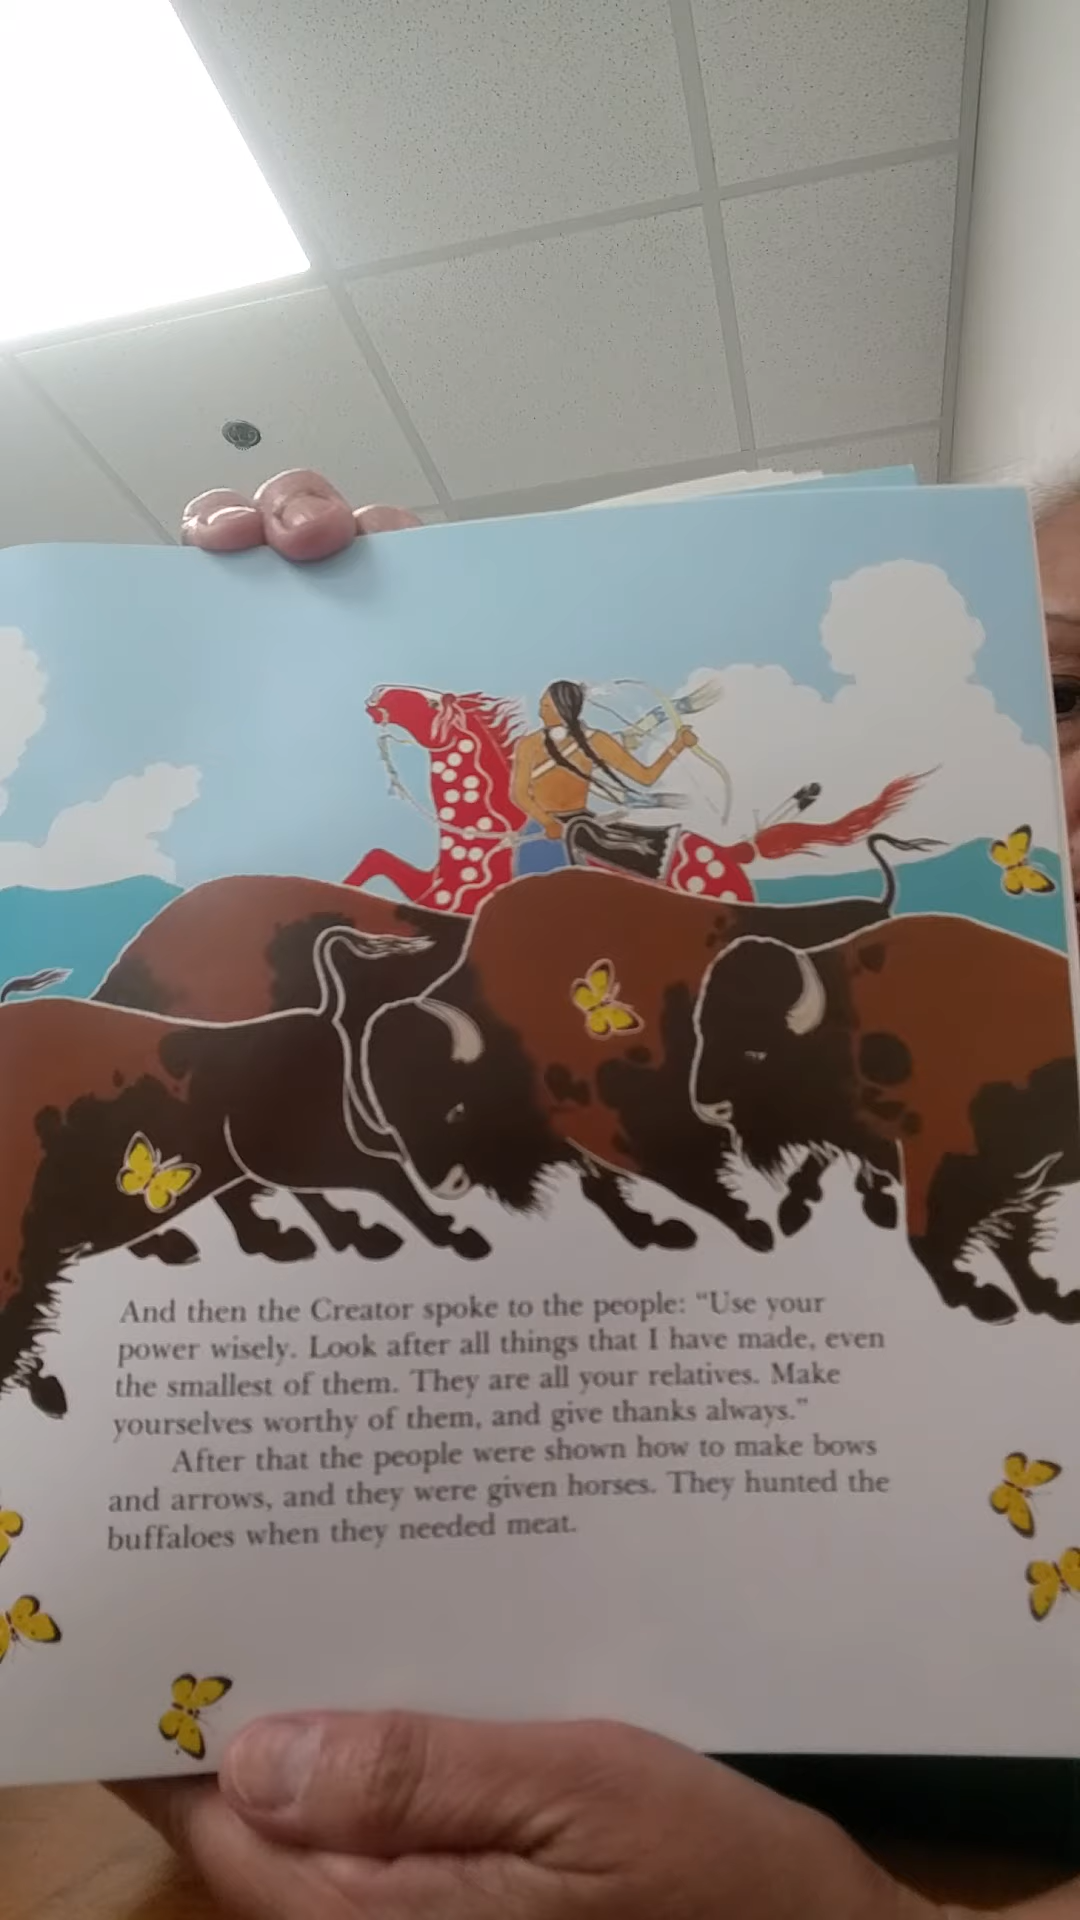 And then the Creator spoke to the people: “Use your
power wisely. Look after all things that I have made, even
the smallest of them. They are all your relatives. Make
yourselves worthy of them, and give thanks always.”
After that the people were shown how to make bows
and arrows, and they were given horses. They hunted the
buffaloes when they needed meat.